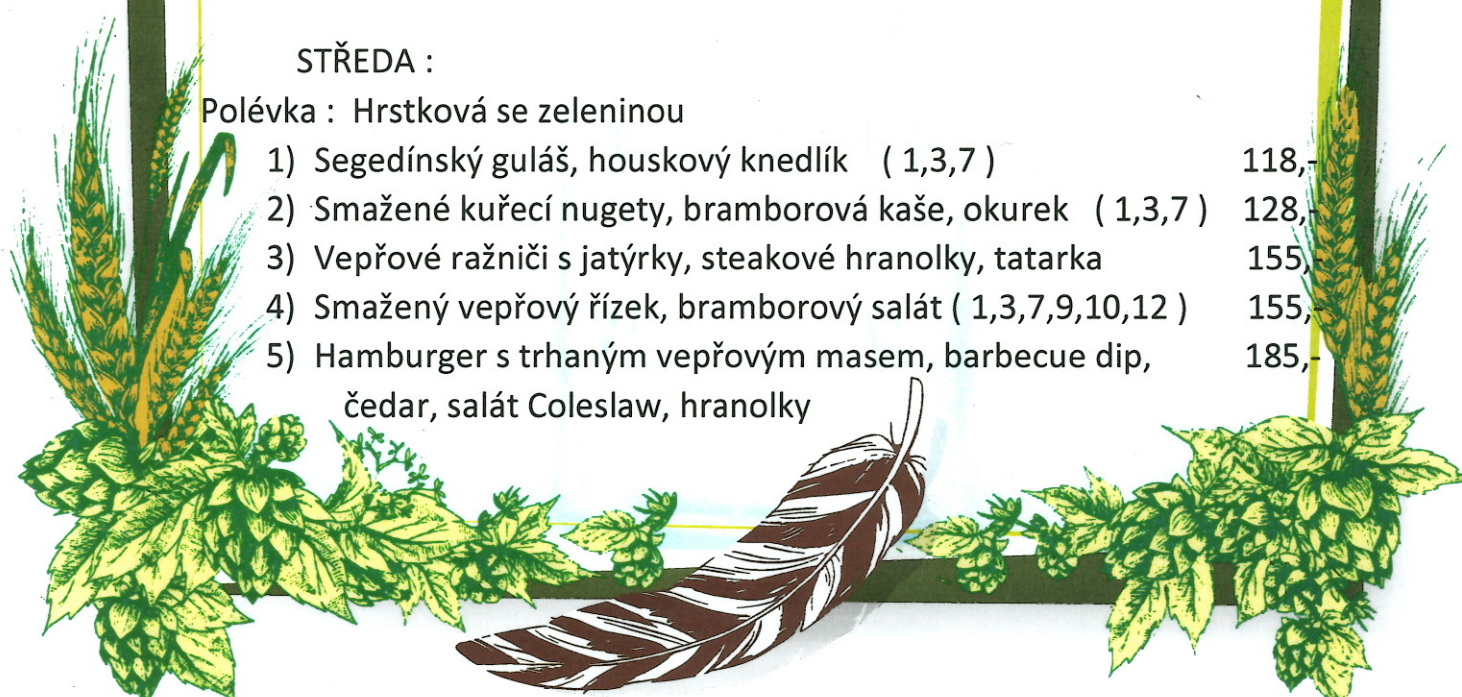 STŘEDA :
Polévka : Hrstková se zeleninou
1) Segedínský guláš, houskový knedlík ( 1,3,7 ) 118,-
2) Smažené kuřecí nugety, bramborová kaše, okurek ( 1,3,7 ) 128,-
3) Vepřové ražniči s jatýrky, steakové hranolky, tatarka 155,-
4) Smažený vepřový řízek, bramborový salát ( 1,3,7,9,10,12 ) 155,-
5) Hamburger s trhaným vepřovým masem, barbecue dip, 185,-
čedar, salát Coleslaw, hranolky